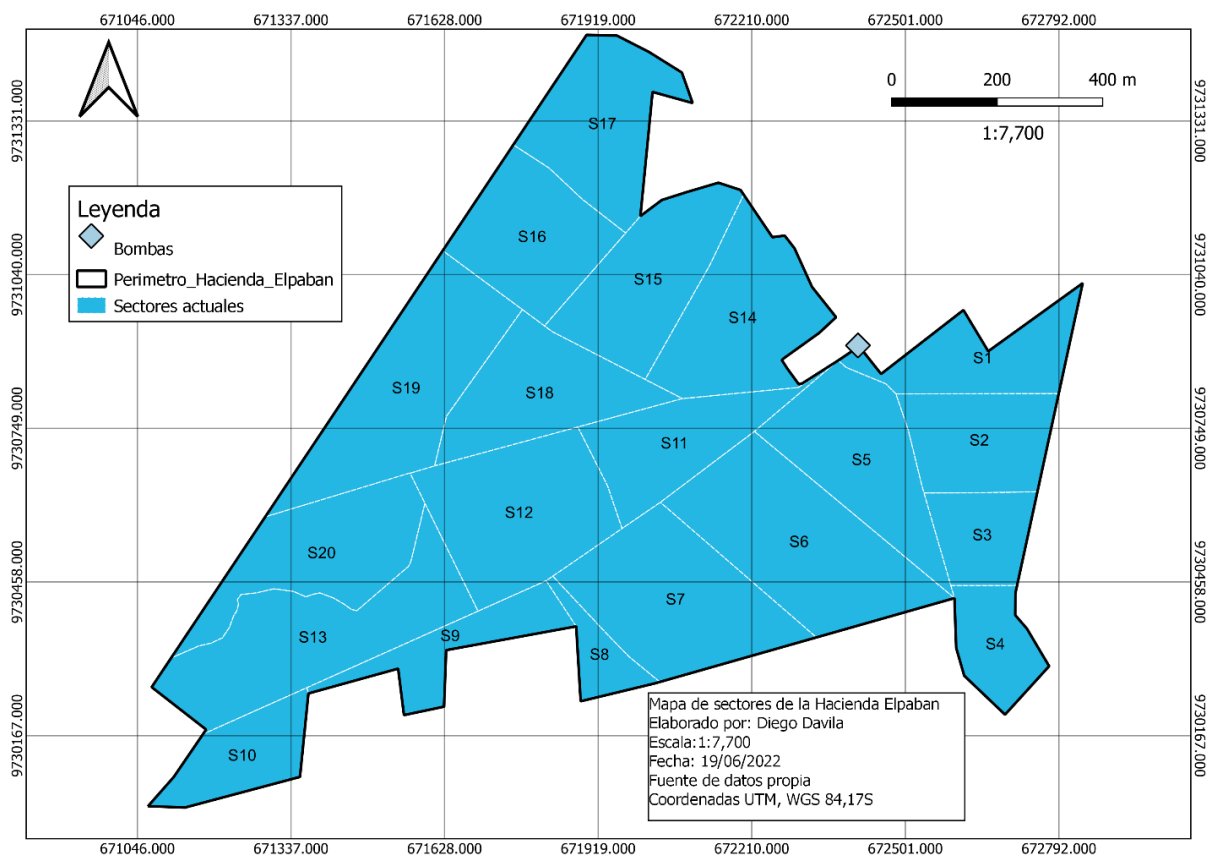 671046.000 671337.000 671628.000 671919.000 672210.000 672501.000 672792.000
0 200 400 m
1:7,700
9731331.000 9731331.000
S17
Leyenda
Bombas
Perimetro_Hacienda_Elpaban
Sectores actuales
S16
9731040.000 9731040.000
S15
S14
S1
S19
S18
9730749.000 9730749.000
S11
S2
S5
S12
S3
S20
S6
9730458.000 9730458.000
S7
S13
S9
S4
S8
Mapa de sectores de la Hacienda Elpaban
Elaborado por: Diego Davila
Escala:1:7,700
Fecha: 19/06/2022
Fuente de datos propia
Coordenadas UTM, WGS 84,17S
9730167.000 9730167.000
S10
671046.000 671337.000 671628.000 671919.000 672210.000 672501.000 672792.000